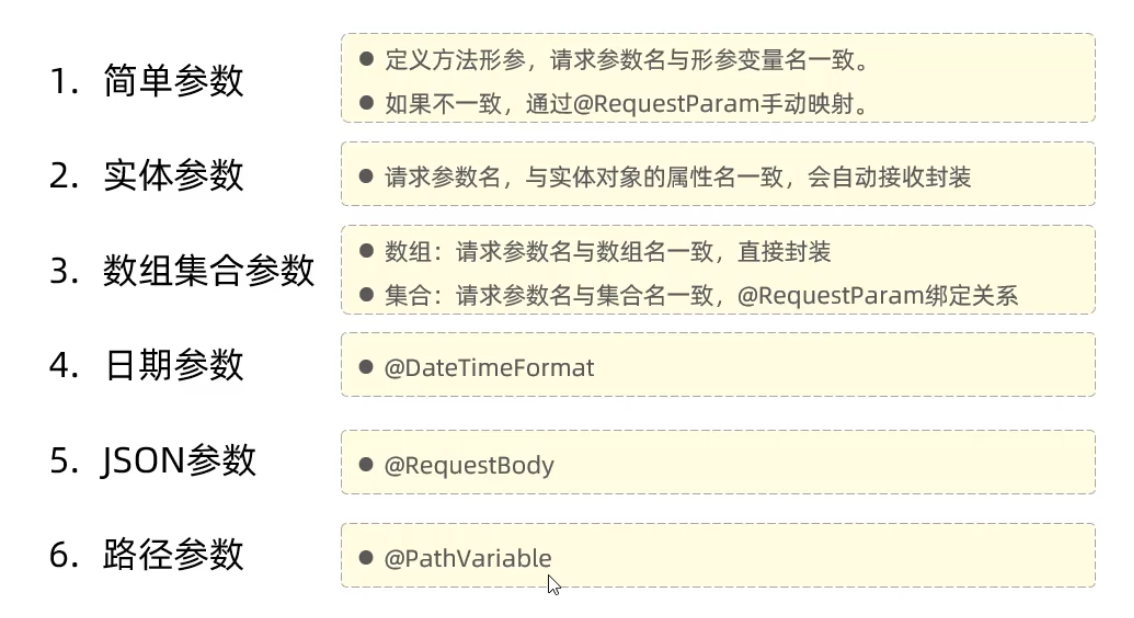 1. 简单参数
● 定义方法形参，请求参数名与形参变量名一致。
● 如果不一致，通过@RequestParam手动映射。
2. 实体参数
● 请求参数名，与实体对象的属性名一致，会自动接收封装
3. 数组集合参数
● 数组：请求参数名与数组名一致，直接封装
● 集合：请求参数名与集合名一致，@RequestParam绑定关系
4. 日期参数
● @DateTimeFormat
5. JSON参数
● @RequestBody
6. 路径参数
● @PathVariable